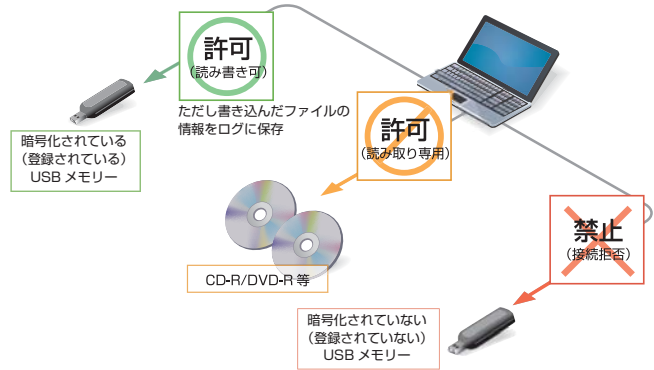 許可
(読み書き可)
ただし書き込んだファイルの
情報をログに保存
暗号化されている
(登録されている)
USB メモリー
許可
(読み取り専用)
CD-R/DVD-R 等
禁止
(接続拒否)
暗号化されていない
(登録されていない)
USB メモリー